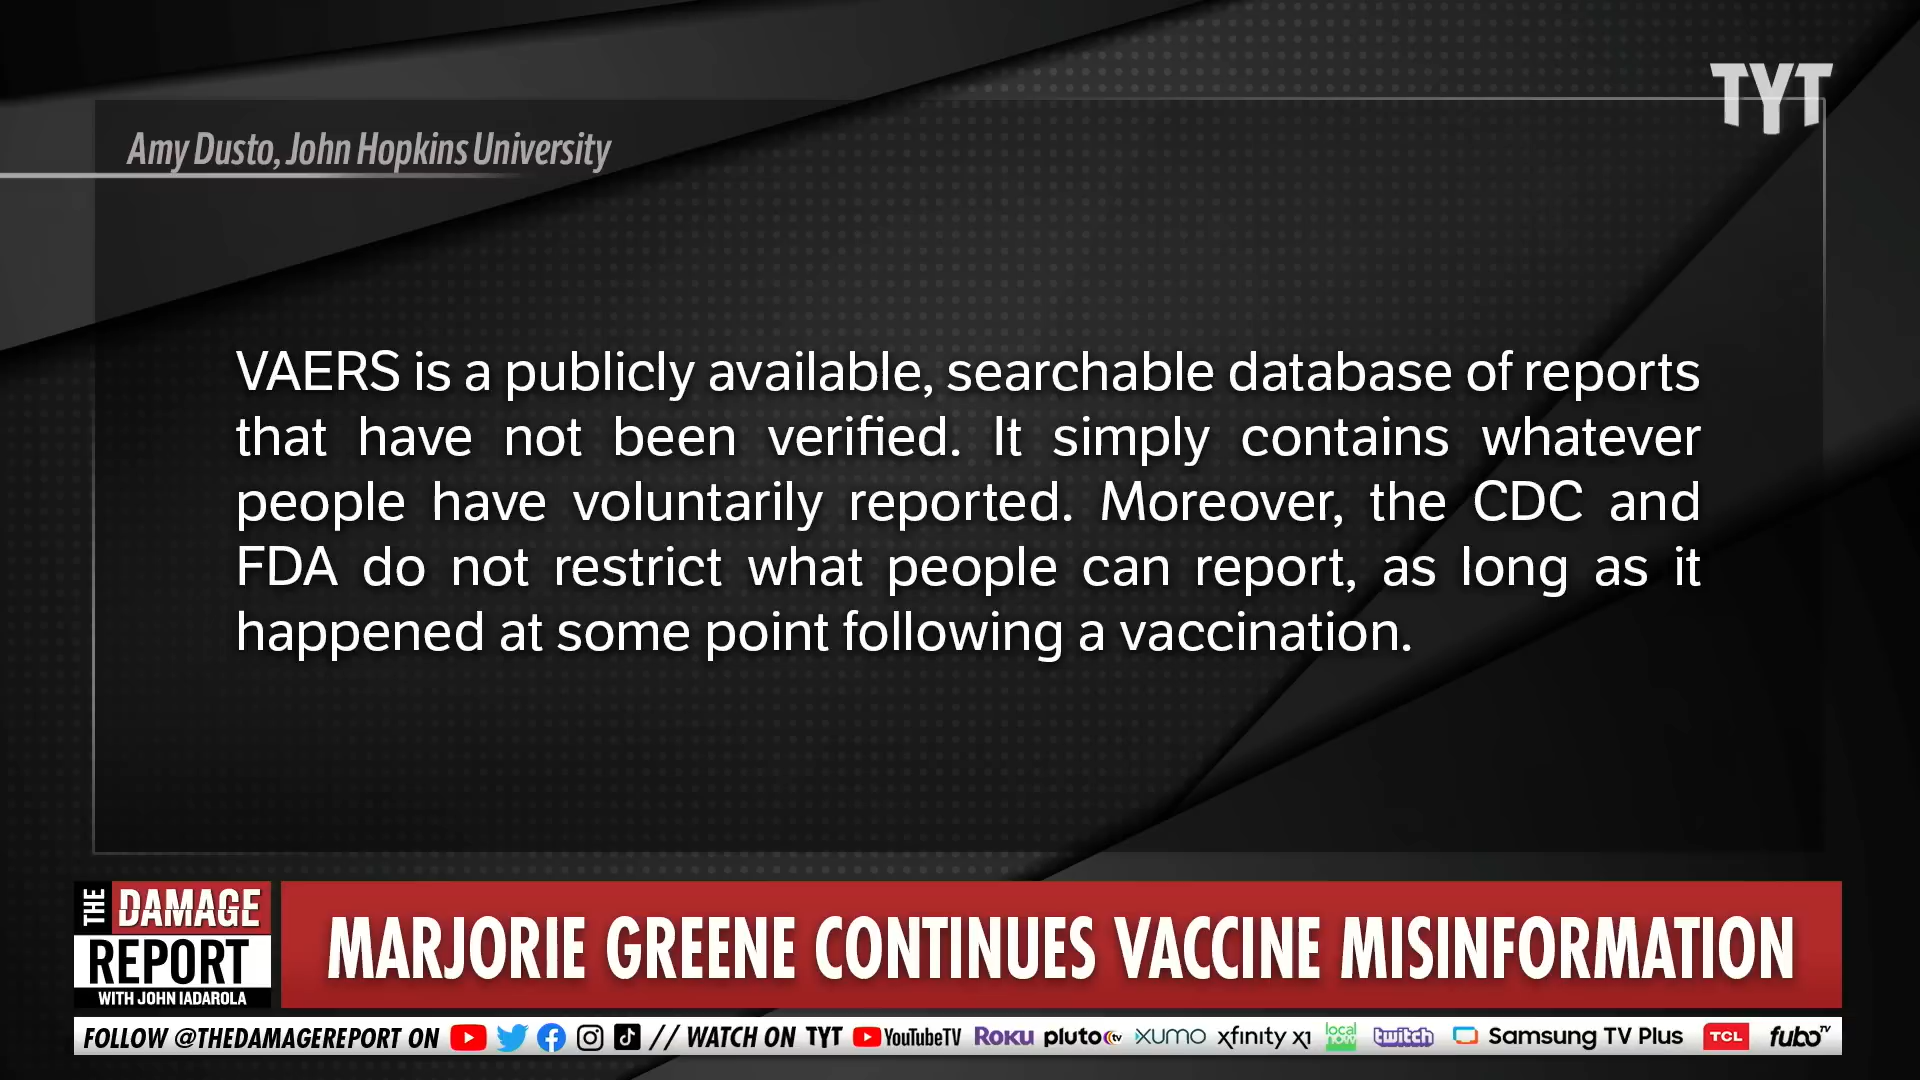 TYT
Amy Dusto, John Hopkins University
VAERS is a publicly available, searchable database of reports
that have not been verified. It simply contains whatever
people have voluntarily reported. Moreover, the CDC and
FDA do not restrict what people can report, as long as it
happened at some point following a vaccination.
THE DAMAGE
REPORT
WITH JOHN IADAROLA
MARJORIE GREENE CONTINUES VACCINE MISINFORMATION
FOLLOW @THEDAMAGEREPORT ON // WATCH ON TYT YouTubeTV ROKU pluto tv XUMO xfinity X1 local now twitch Samsung TV Plus TCL fubo TV